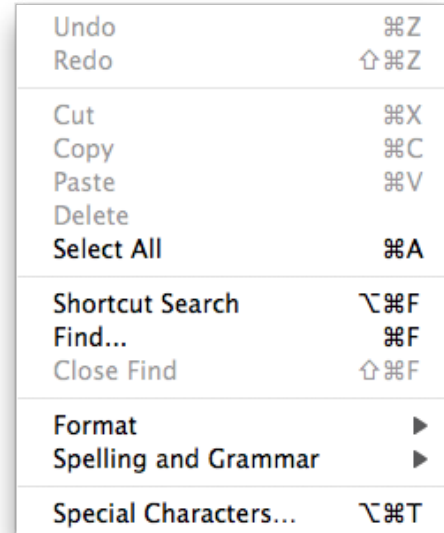 Undo ⌘Z
Redo ⇧⌘Z
Cut ⌘X
Copy ⌘C
Paste ⌘V
Delete
Select All ⌘A
Shortcut Search ⌥⌘F
Find... ⌘F
Close Find ⇧⌘F
Format ▶
Spelling and Grammar ▶
Special Characters... ⌥⌘T